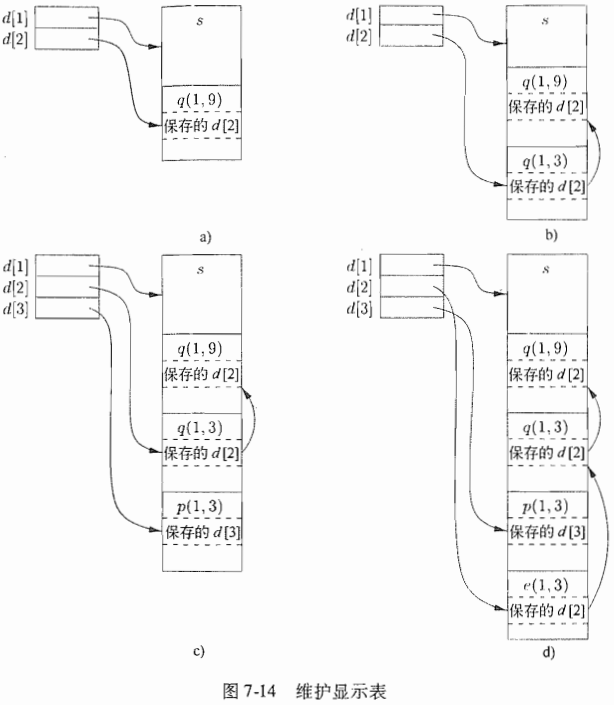 d[1]
d[2]
s
q(1,9)
保存的 d[2]
a)
d[1]
d[2]
s
q(1,9)
保存的 d[2]
q(1,3)
保存的 d[2]
b)
d[1]
d[2]
d[3]
s
q(1,9)
保存的 d[2]
q(1,3)
保存的 d[2]
p(1,3)
保存的 d[3]
c)
d[1]
d[2]
d[3]
s
q(1,9)
保存的 d[2]
q(1,3)
保存的 d[2]
p(1,3)
保存的 d[3]
e(1,3)
保存的 d[2]
d)
图 7-14 维护显示表